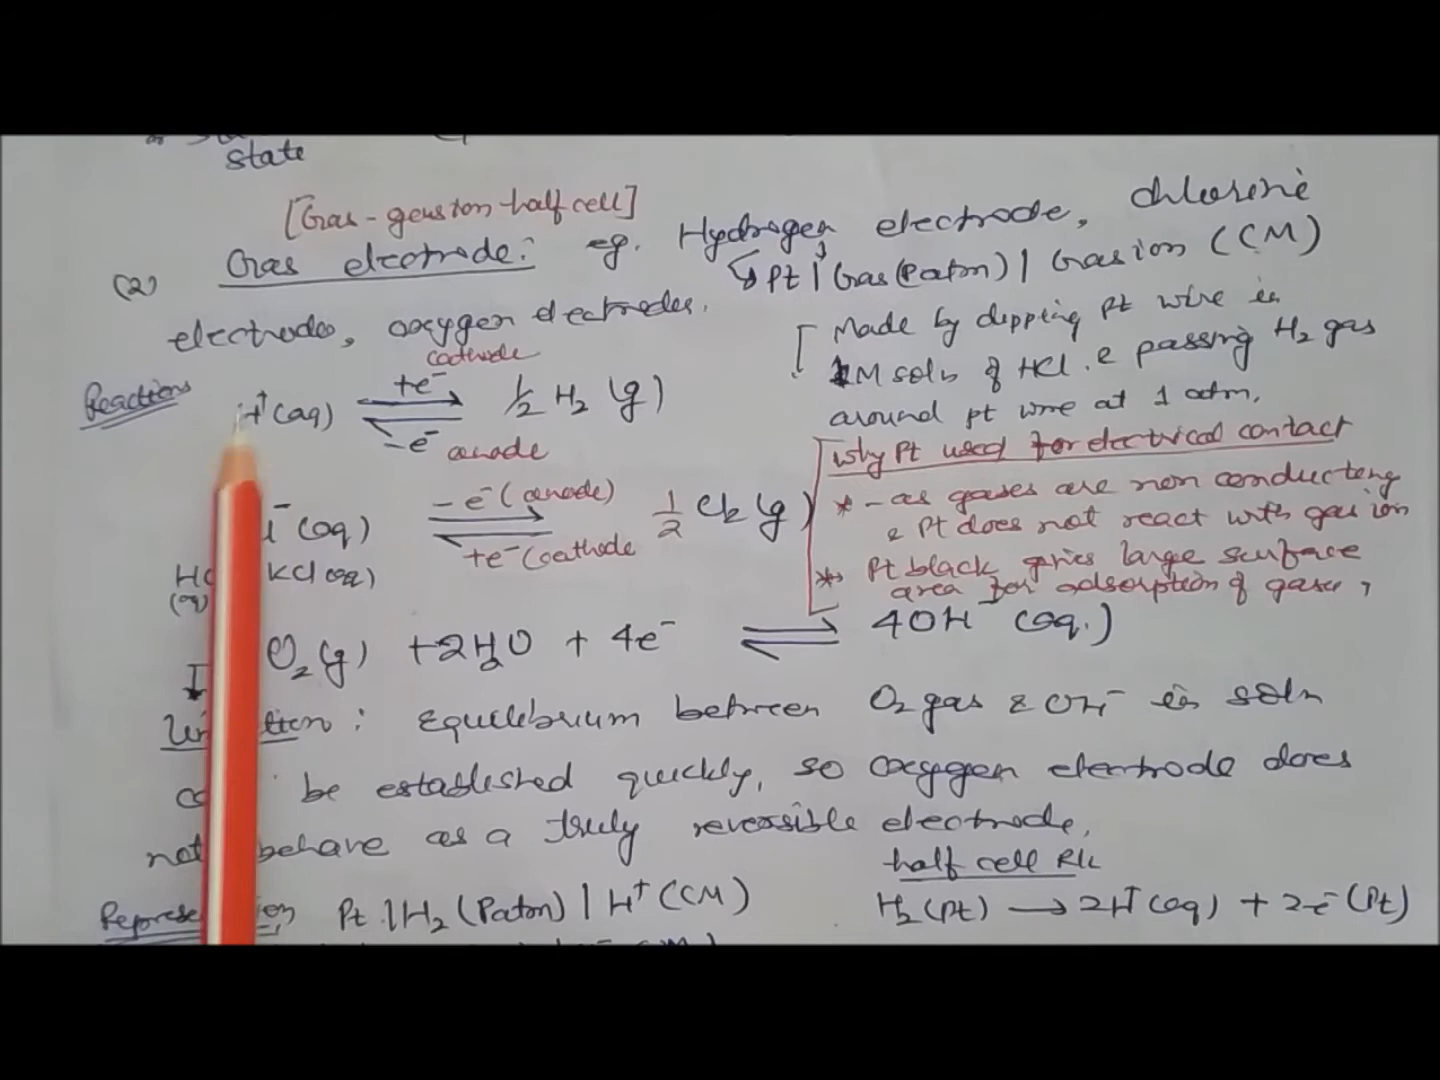 state
[Gas-gas ion half cell]
(2) Gas electrode: eg. Hydrogen electrode, chlorine
electrode, oxygen electrodes.
Pt | Gas (P atm) | Gas ion (CM)
[Made by dipping Pt wire in
1M soln of HCl & passing H2 gas
around pt wire at 1 atm.
Reactions
H⁺(aq) +e⁻ cathode ⇌ -e⁻ anode ½ H₂ (g)
l⁻ (aq) -e⁻ (anode) ⇌ +e⁻ (cathode ½ Cl₂ (g)
KCl (aq)
(aq)
[Why Pt used for electrical contact
* - as gases are non conducting
& Pt does not react with gas ion
* Pt black gives large surface
area for adsorption of gases,
O₂ (g) + 2H₂O + 4e⁻ ⇌ 4OH⁻ (aq.)
: Equilibrium between O₂ gas & OH⁻ in soln
be established quickly, so oxygen electrode does
not behave as a truly reversible electrode.
half cell Rx
Pt | H₂ (P atm) | H⁺ (CM)
H₂ (Pt) → 2H⁺ (aq) + 2e⁻ (Pt)